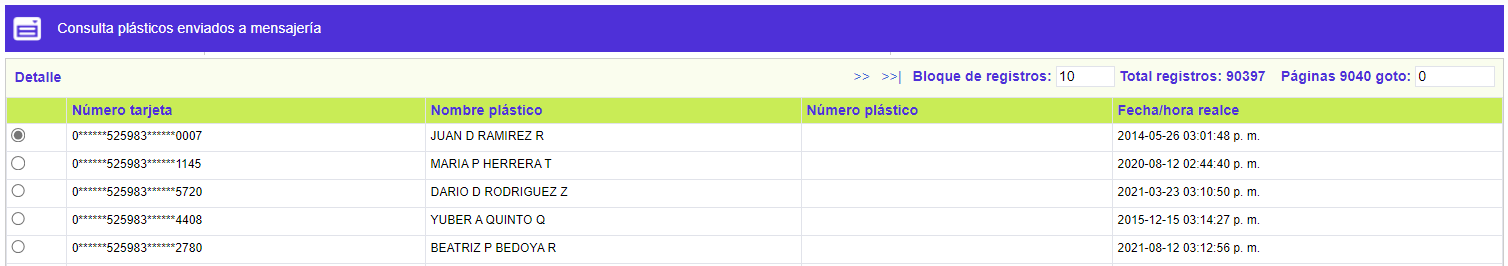 Consulta plásticos enviados a mensajería
Detalle >> >>| Bloque de registros: 10 Total registros: 90397 Páginas 9040 goto: 0
Número tarjeta Nombre plástico Número plástico Fecha/hora realce
0******525983******0007 JUAN D RAMIREZ R 2014-05-26 03:01:48 p. m.
0******525983******1145 MARIA P HERRERA T 2020-08-12 02:44:40 p. m.
0******525983******5720 DARIO D RODRIGUEZ Z 2021-03-23 03:10:50 p. m.
0******525983******4408 YUBER A QUINTO Q 2015-12-15 03:14:27 p. m.
0******525983******2780 BEATRIZ P BEDOYA R 2021-08-12 03:12:56 p. m.